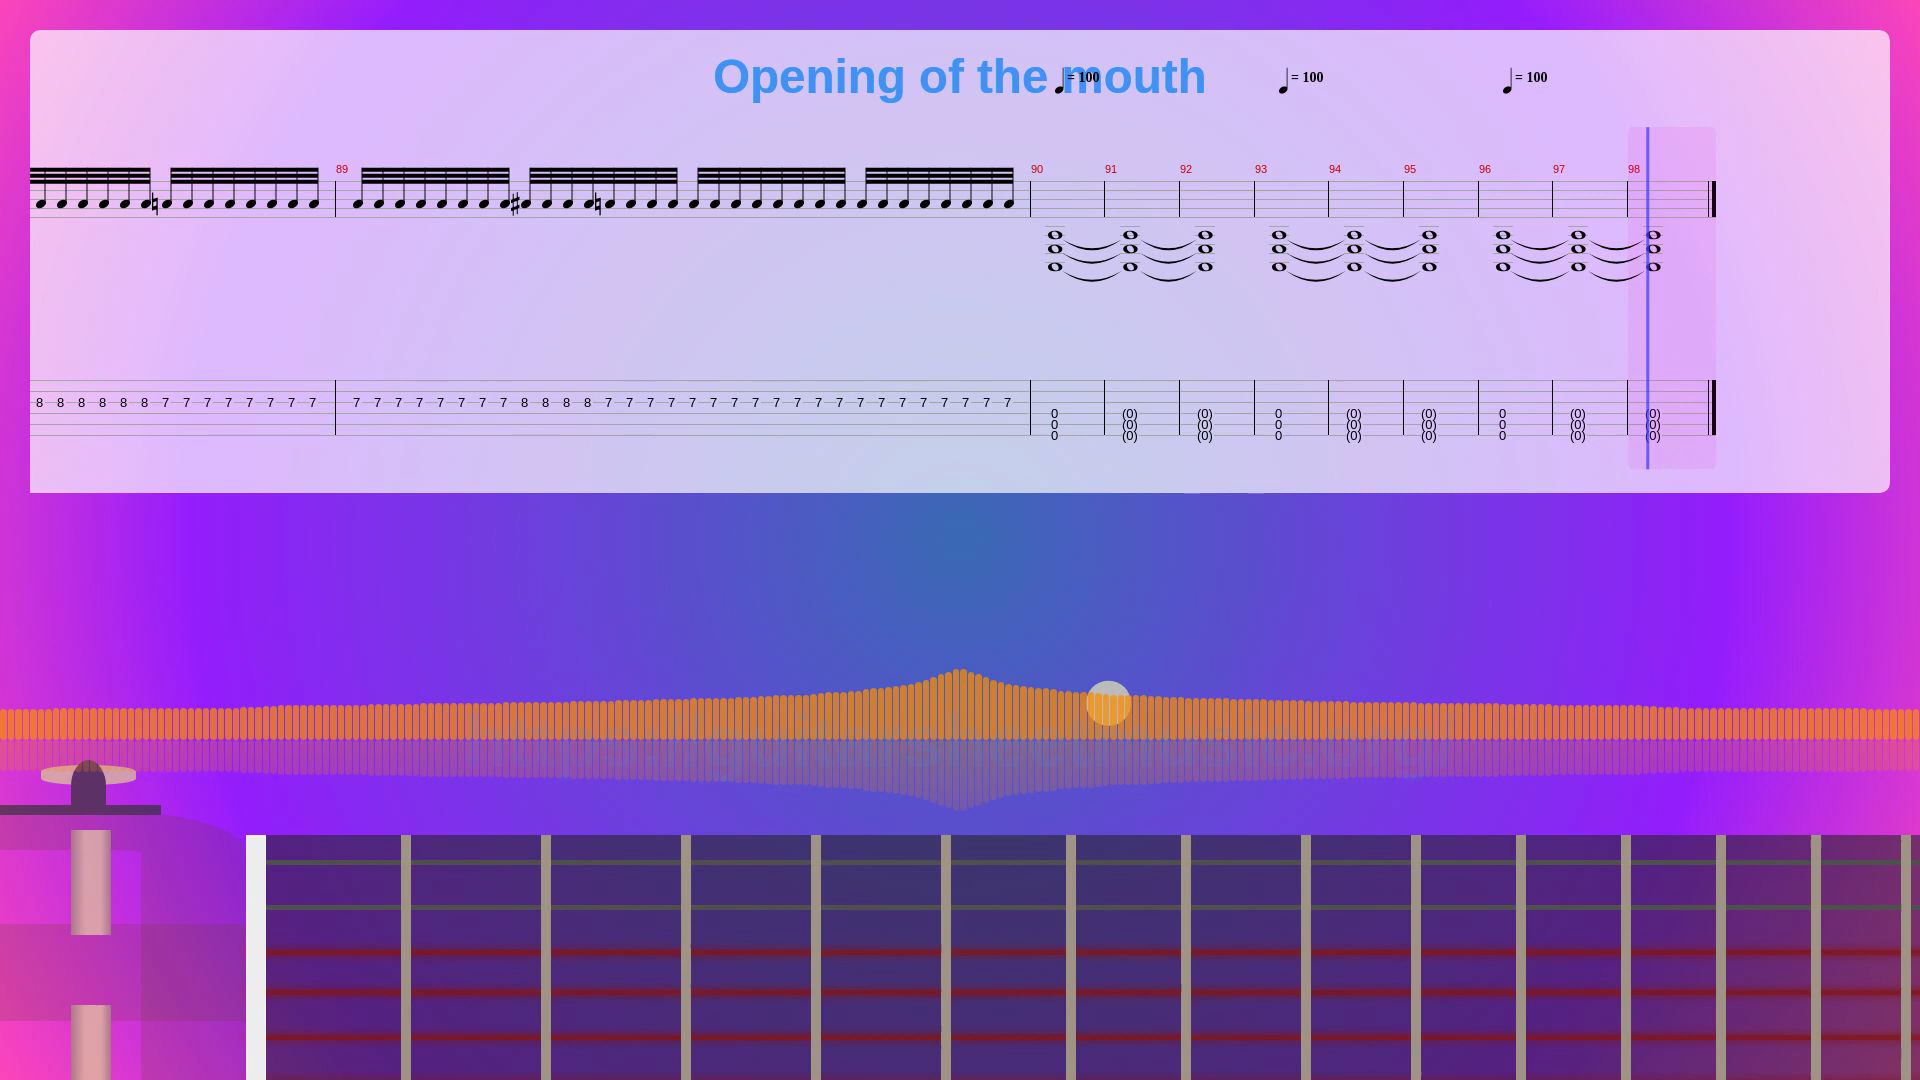 Opening of the mouth
= 100 = 100 = 100
89 90 91 92 93 94 95 96 97 98
8 8 8 8 8 8 7 7 7 7 7 7 7 7 7 7 7 7 7 7 7 7 8 8 8 8 7 7 7 7 7 7 7 7 7 7 7 7 7 7 7 7 7 7 7 7
0 (0) (0) 0 (0) (0) 0 (0) (0)
0 (0) (0) 0 (0) (0) 0 (0) (0)
0 (0) (0) 0 (0) (0) 0 (0) (0)